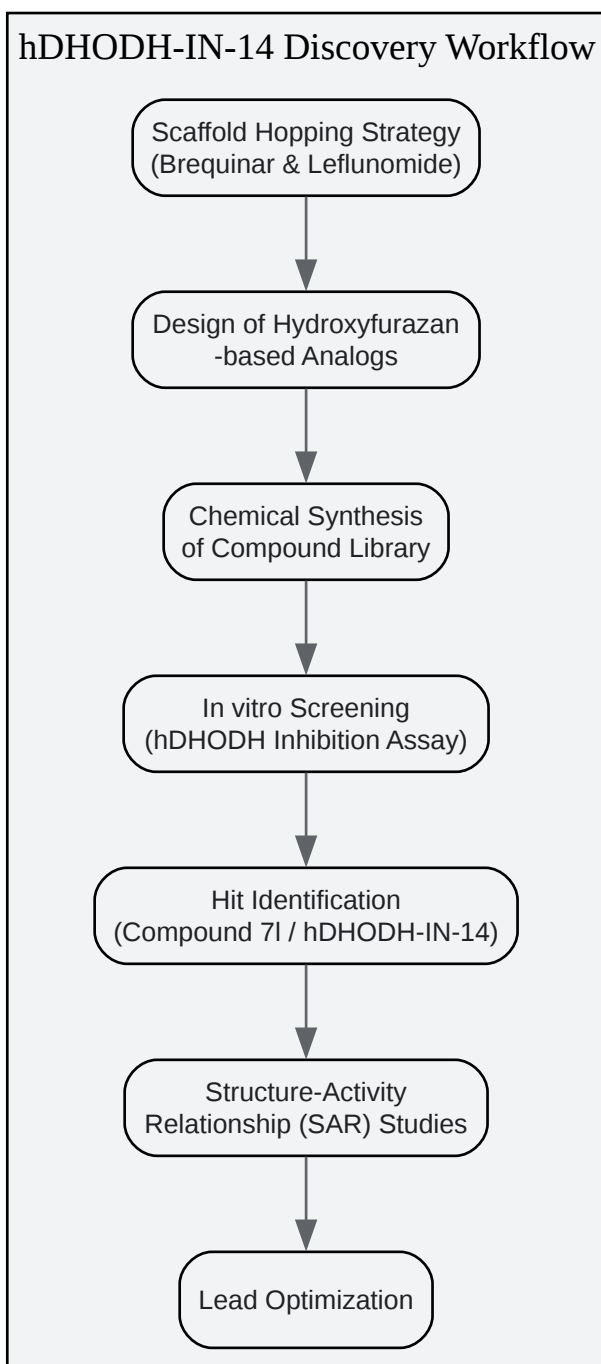 hDHODH-IN-14 Discovery Workflow
Scaffold Hopping Strategy
(Brequinar & Leflunomide)
Design of Hydroxyfurazan
-based Analogs
Chemical Synthesis
of Compound Library
In vitro Screening
(hDHODH Inhibition Assay)
Hit Identification
(Compound 7l / hDHODH-IN-14)
Structure-Activity
Relationship (SAR) Studies
Lead Optimization